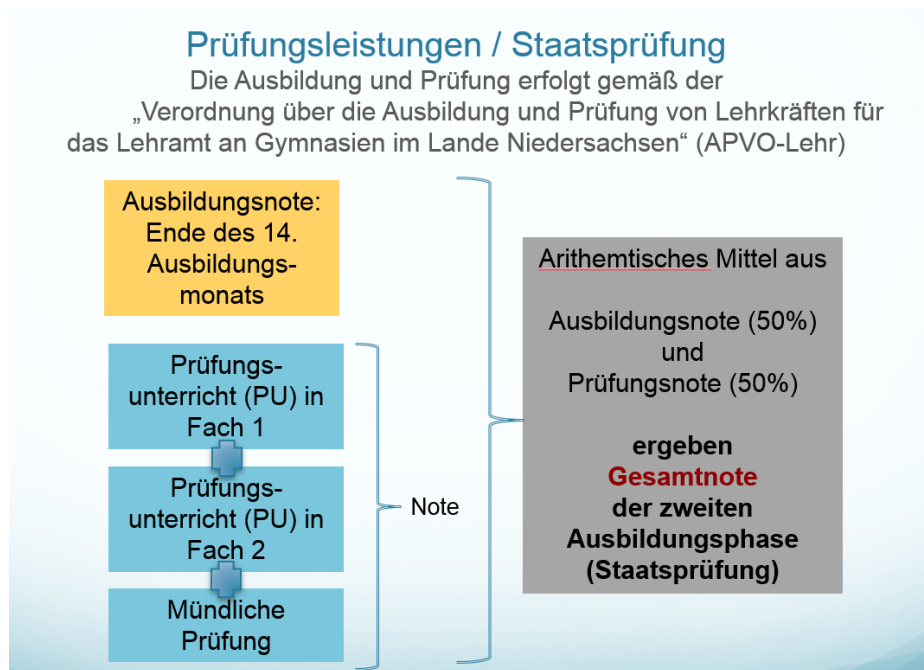 Prüfungsleistungen / Staatsprüfung
Die Ausbildung und Prüfung erfolgt gemäß der
„Verordnung über die Ausbildung und Prüfung von Lehrkräften für
das Lehramt an Gymnasien im Lande Niedersachsen“ (APVO-Lehr)
Ausbildungsnote:
Ende des 14.
Ausbildungs-
monats
Prüfungs-
unterricht (PU) in
Fach 1
Prüfungs-
unterricht (PU) in
Fach 2
Mündliche
Prüfung
Note
Arithemtisches Mittel aus
Ausbildungsnote (50%)
und
Prüfungsnote (50%)
ergeben
Gesamtnote
der zweiten
Ausbildungsphase
(Staatsprüfung)